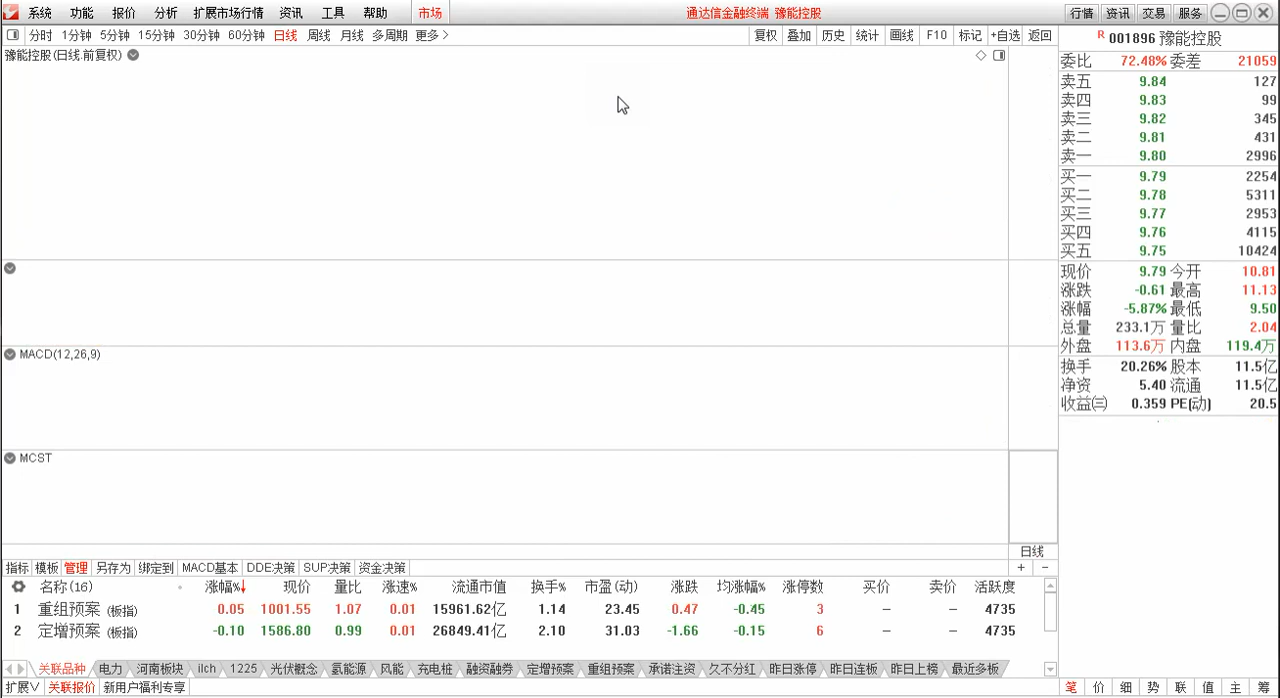 系统 功能 报价 分析 扩展市场行情 资讯 工具 帮助 市场 通达信金融终端 豫能控股 行情 资讯 交易 服务
分时 1分钟 5分钟 15分钟 30分钟 60分钟 日线 周线 月线 多周期 更多> 复权 叠加 历史 统计 画线 F10 标记 +自选 返回
豫能控股(日线.前复权)
R 001896 豫能控股
委比 72.48% 委差 21059
卖五 9.84 127
卖四 9.83 99
卖三 9.82 345
卖二 9.81 431
卖一 9.80 2996
买一 9.79 2254
买二 9.78 5311
买三 9.77 2953
买四 9.76 4115
买五 9.75 10424
现价 9.79 今开 10.81
涨跌 -0.61 最高 11.13
涨幅 -5.87% 最低 9.50
总量 233.1万 量比 2.04
外盘 113.6万 内盘 119.4万
换手 20.26% 股本 11.5亿
净资 5.40 流通 11.5亿
收益㈢ 0.359 PE(动) 20.5
MACD(12,26,9)
MCST
日线
指标 模板 管理 另存为 绑定到 MACD基本 DDE决策 SUP决策 资金决策 + -
名称(16) 涨幅%↓ 现价 量比 涨速% 流通市值 换手% 市盈(动) 涨跌 均涨幅% 涨停数 买价 卖价 活跃度
1 重组预案 (板指) 0.05 1001.55 1.07 0.01 15961.62亿 1.14 23.45 0.47 -0.45 3 – – 4735
2 定增预案 (板指) -0.10 1586.80 0.99 0.01 26849.41亿 2.10 31.03 -1.66 -0.15 6 – – 4735
关联品种 电力 河南板块 ilch 1225 光伏概念 氢能源 风能 充电桩 融资融券 定增预案 重组预案 承诺注资 欠不分红 昨日涨停 昨日连板 昨日上榜 最近多板
扩展∨ 关联报价 新用户福利专享 笔 价 细 势 联 值 主 筹